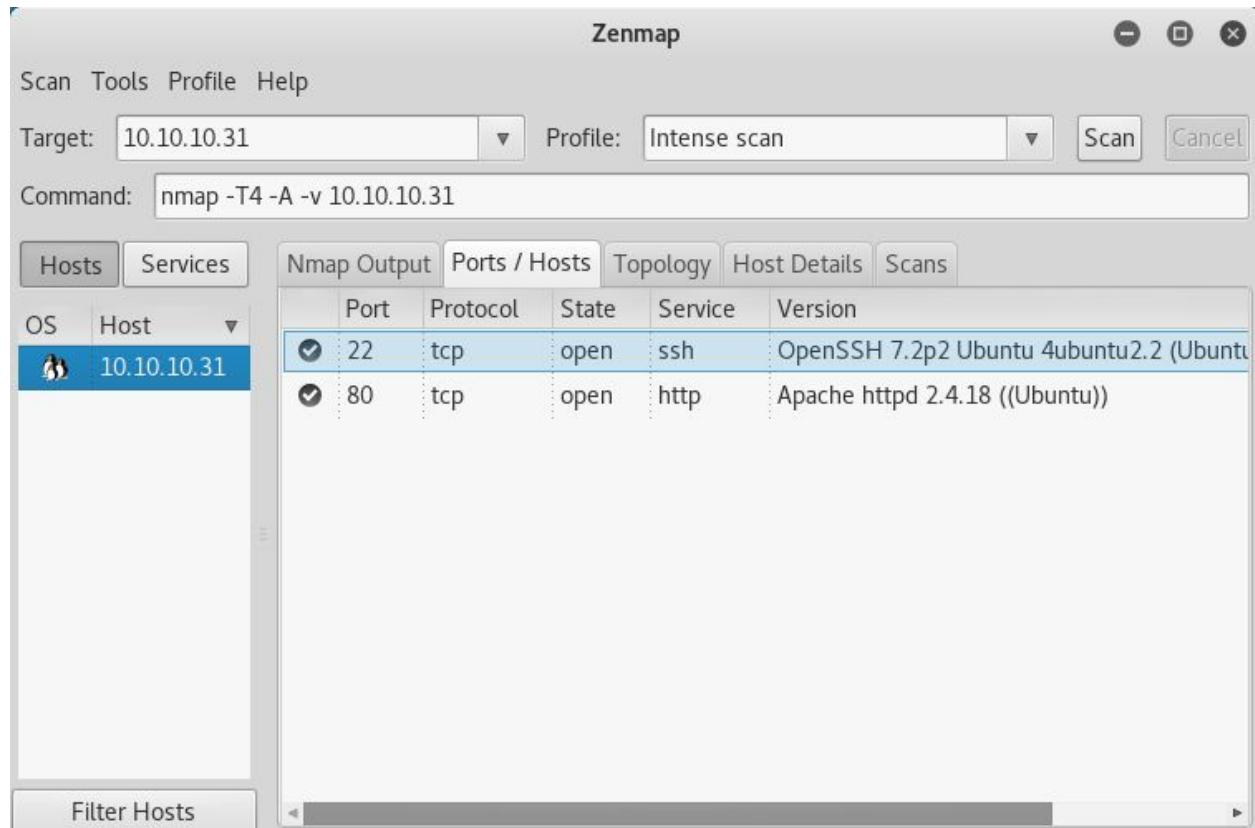 Zenmap
Scan Tools Profile Help
Target: 10.10.10.31 Profile: Intense scan Scan Cancel
Command: nmap -T4 -A -v 10.10.10.31
Hosts Services Nmap Output Ports / Hosts Topology Host Details Scans
OS Host Port Protocol State Service Version
10.10.10.31 22 tcp open ssh OpenSSH 7.2p2 Ubuntu 4ubuntu2.2 (Ubuntu
80 tcp open http Apache httpd 2.4.18 ((Ubuntu))
Filter Hosts